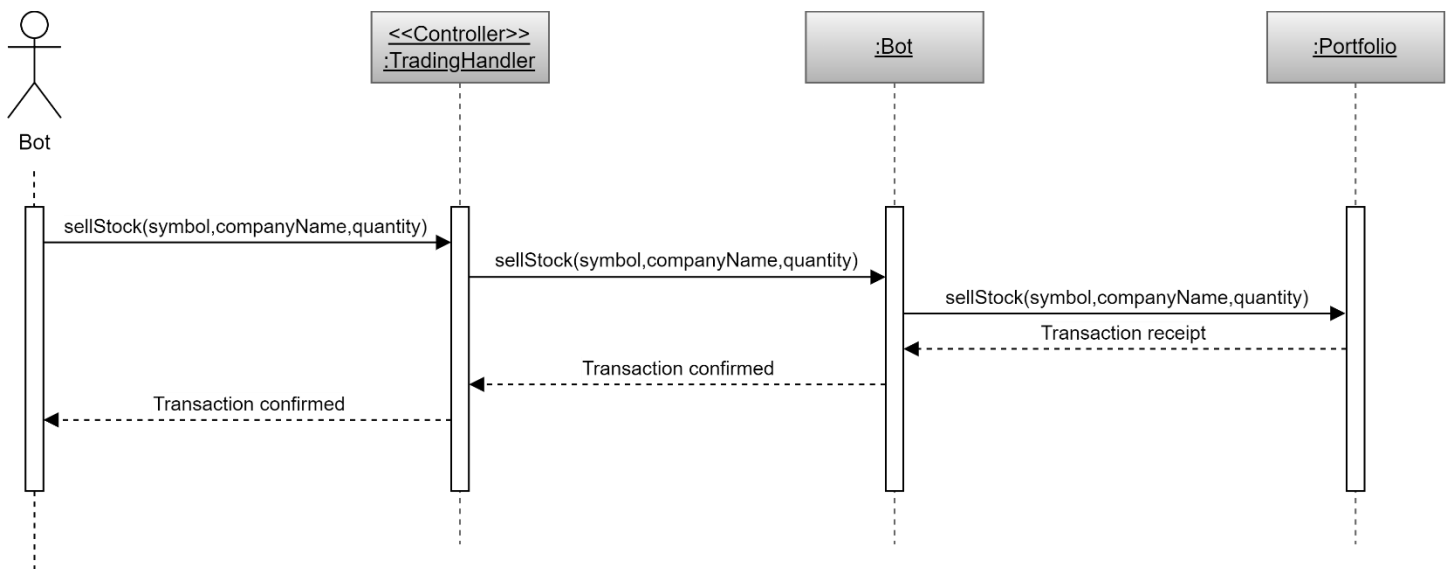 <<Controller>>
:TradingHandler
:Bot
:Portfolio
Bot
sellStock(symbol,companyName,quantity)
sellStock(symbol,companyName,quantity)
sellStock(symbol,companyName,quantity)
Transaction receipt
Transaction confirmed
Transaction confirmed